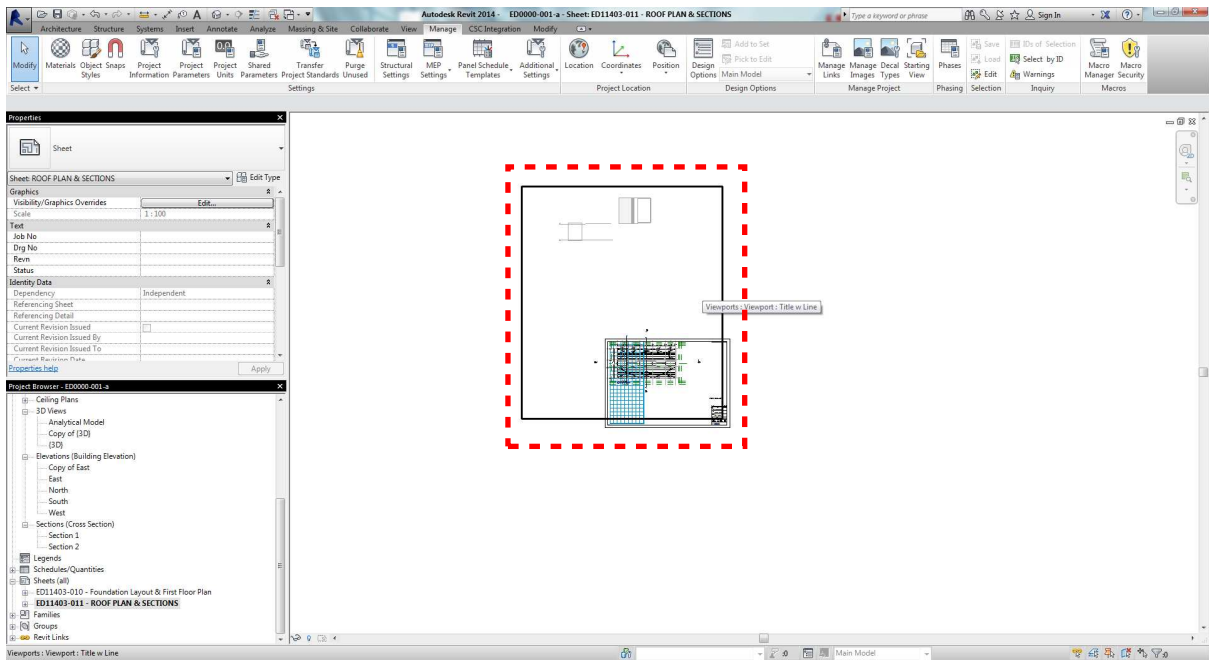 Autodesk Revit 2014 - ED0000-001-a - Sheet: ED11403-011 - ROOF PLAN & SECTIONS
Type a keyword or phrase
Sign In
Architecture Structure Systems Insert Annotate Analyze Massing & Site Collaborate View Manage CSC Integration Modify
Modify Materials Object Styles Snaps Project Information Project Parameters Project Units Shared Parameters Transfer Project Standards Purge Unused Structural Settings MEP Settings Panel Schedule Templates Additional Settings Location Coordinates Position Design Options Add to Set Pick to Edit Main Model Manage Links Manage Images Decal Types Starting View Phases Save Load Edit IDs of Selection Select by ID Warnings Macro Manager Macro Security
Select Settings Project Location Design Options Manage Project Phasing Selection Inquiry Macros
Properties
Sheet
Sheet: ROOF PLAN & SECTIONS Edit Type
Graphics
Visibility/Graphics Overrides Edit...
Scale 1 : 100
Text
Job No
Drg No
Revn
Status
Identity Data
Dependency Independent
Referencing Sheet
Referencing Detail
Current Revision Issued
Current Revision Issued By
Current Revision Issued To
Current Revision Date
Properties help Apply
Project Browser - ED0000-001-a
Ceiling Plans
3D Views
Analytical Model
Copy of {3D}
{3D}
Elevations (Building Elevation)
Copy of East
East
North
South
West
Sections (Cross Section)
Section 1
Section 2
Legends
Schedules/Quantities
Sheets (all)
ED11403-010 - Foundation Layout & First Floor Plan
ED11403-011 - ROOF PLAN & SECTIONS
Families
Groups
Revit Links
Viewports : Viewport : Title w Line
Viewports : Viewport : Title w Line
:0 Main Model :0